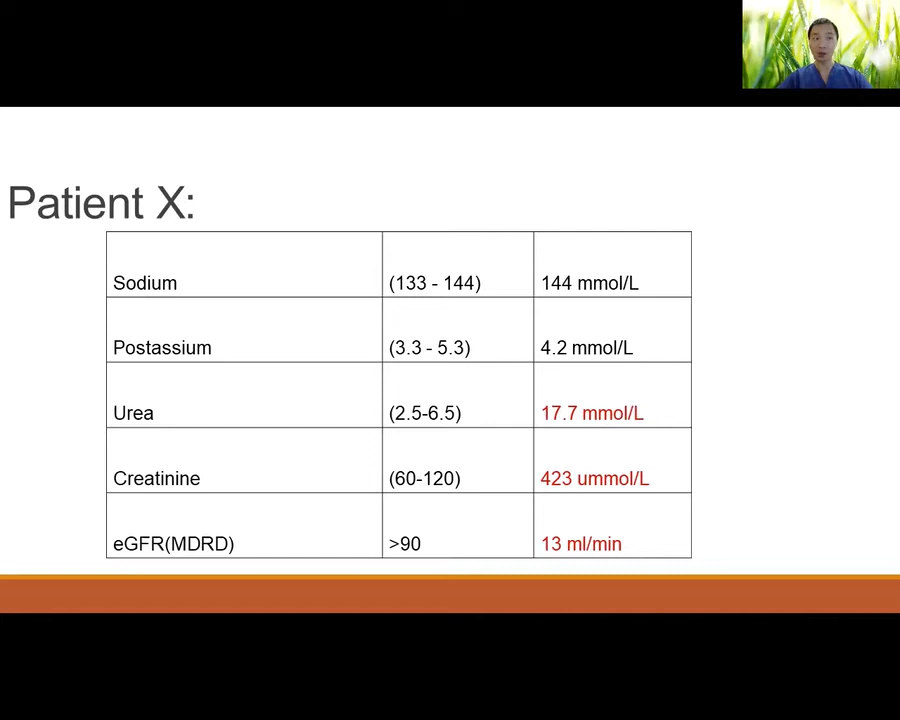 Patient X:
Sodium (133 - 144) 144 mmol/L
Postassium (3.3 - 5.3) 4.2 mmol/L
Urea (2.5-6.5) 17.7 mmol/L
Creatinine (60-120) 423 ummol/L
eGFR(MDRD) >90 13 ml/min